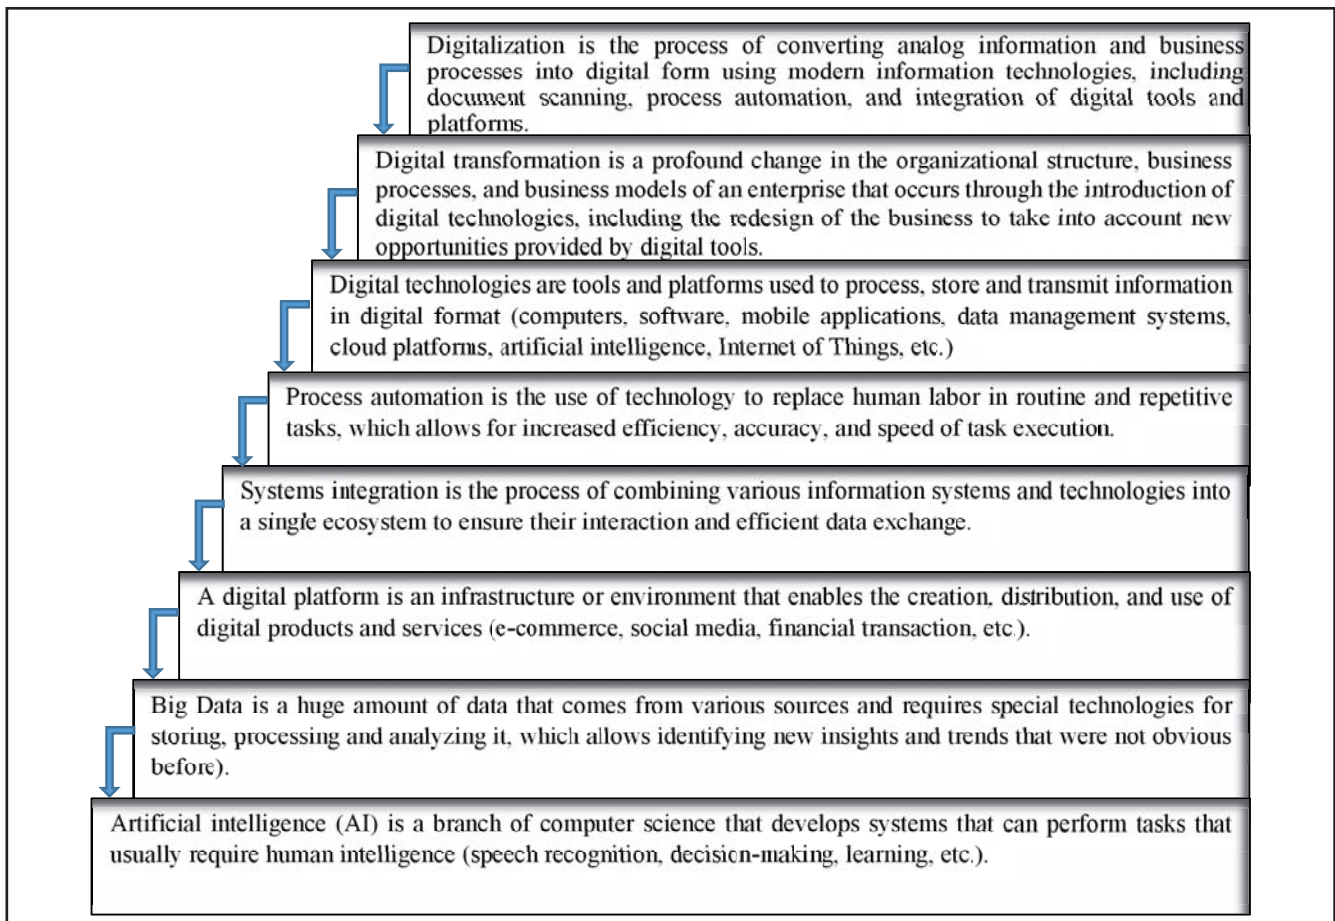 Digitalization is the process of converting analog information and business
processes into digital form using modern information technologies, including
document scanning, process automation, and integration of digital tools and
platforms.
Digital transformation is a profound change in the organizational structure, business
processes, and business models of an enterprise that occurs through the introduction of
digital technologies, including the redesign of the business to take into account new
opportunities provided by digital tools.
Digital technologies are tools and platforms used to process, store and transmit information
in digital format (computers, software, mobile applications, data management systems,
cloud platforms, artificial intelligence, Internet of Things, etc.)
Process automation is the use of technology to replace human labor in routine and repetitive
tasks, which allows for increased efficiency, accuracy, and speed of task execution.
Systems integration is the process of combining various information systems and technologies into
a single ecosystem to ensure their interaction and efficient data exchange.
A digital platform is an infrastructure or environment that enables the creation, distribution, and use of
digital products and services (e-commerce, social media, financial transaction, etc.).
Big Data is a huge amount of data that comes from various sources and requires special technologies for
storing, processing and analyzing it, which allows identifying new insights and trends that were not obvious
before).
Artificial intelligence (AI) is a branch of computer science that develops systems that can perform tasks that
usually require human intelligence (speech recognition, decision-making, learning, etc.).